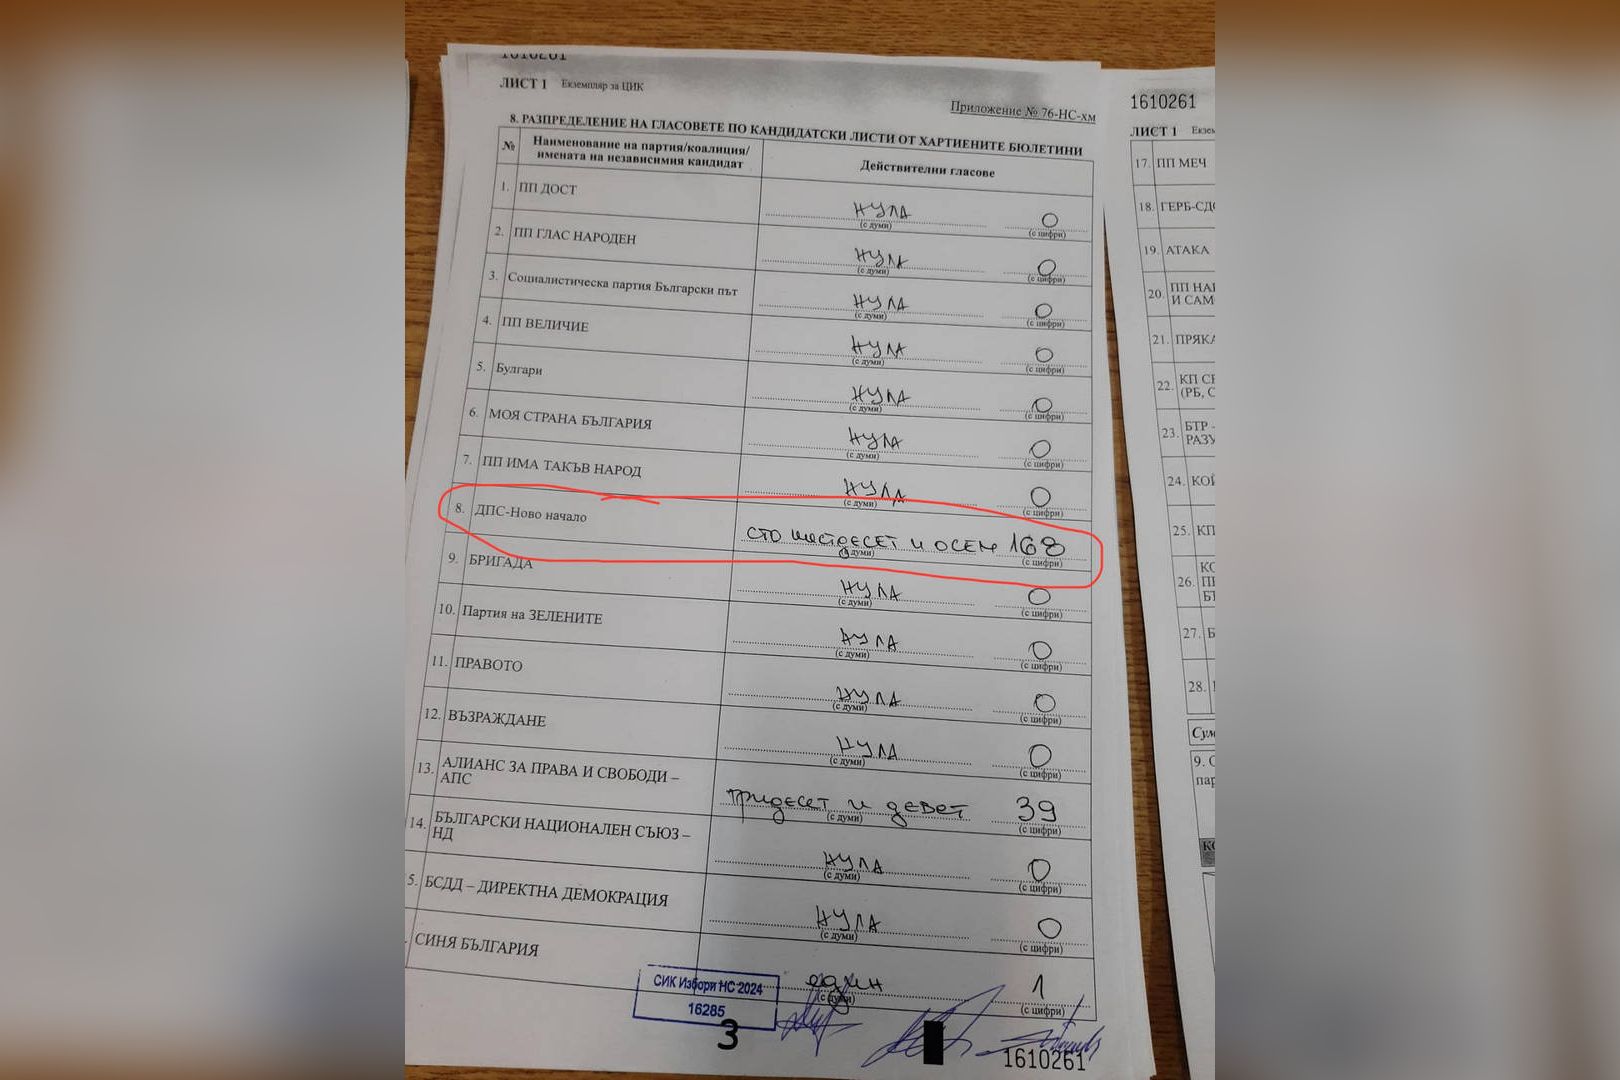 1610261
ЛИСТ 1 Екземпляр за ЦИК
Приложение № 76-НС-хм
8. РАЗПРЕДЕЛЕНИЕ НА ГЛАСОВЕТЕ ПО КАНДИДАТСКИ ЛИСТИ ОТ ХАРТИЕНИТЕ БЮЛЕТИНИ
№ Наименование на партия/коалиция/
имената на независимия кандидат
Действителни гласове
1. ПП ДОСТ НУЛА 0
(с думи) (с цифри)
2. ПП ГЛАС НАРОДЕН НУЛА 0
(с думи) (с цифри)
3. Социалистическа партия Български път НУЛА 0
(с думи) (с цифри)
4. ПП ВЕЛИЧИЕ НУЛА 0
(с думи) (с цифри)
5. Булгари НУЛА 0
(с думи) (с цифри)
6. МОЯ СТРАНА БЪЛГАРИЯ НУЛА 0
(с думи) (с цифри)
7. ПП ИМА ТАКЪВ НАРОД НУЛА 0
(с думи) (с цифри)
8. ДПС-Ново начало СТО ШЕСТДЕСЕТ И ОСЕМ 168
(с думи) (с цифри)
9. БРИГАДА НУЛА 0
(с думи) (с цифри)
10. Партия на ЗЕЛЕНИТЕ НУЛА 0
(с думи) (с цифри)
11. ПРАВОТО НУЛА 0
(с думи) (с цифри)
12. ВЪЗРАЖДАНЕ НУЛА 0
(с думи) (с цифри)
13. АЛИАНС ЗА ПРАВА И СВОБОДИ –
АПС
тридесет и девет 39
(с думи) (с цифри)
14. БЪЛГАРСКИ НАЦИОНАЛЕН СЪЮЗ –
НД
НУЛА 0
(с думи) (с цифри)
5. БСДД – ДИРЕКТНА ДЕМОКРАЦИЯ НУЛА 0
(с думи) (с цифри)
СИНЯ БЪЛГАРИЯ един 1
(с думи) (с цифри)
СИК Избори НС 2024
16285
3
1610261
1610261
ЛИСТ 1
17. ПП МЕЧ
18. ГЕРБ-СДС
19. АТАКА
20. ПП
И САМ
21. ПРЯКА
22. КП
(РБ,
23. БТР -
РАЗУ
24.
25. КП
26.
27.
28.
9.